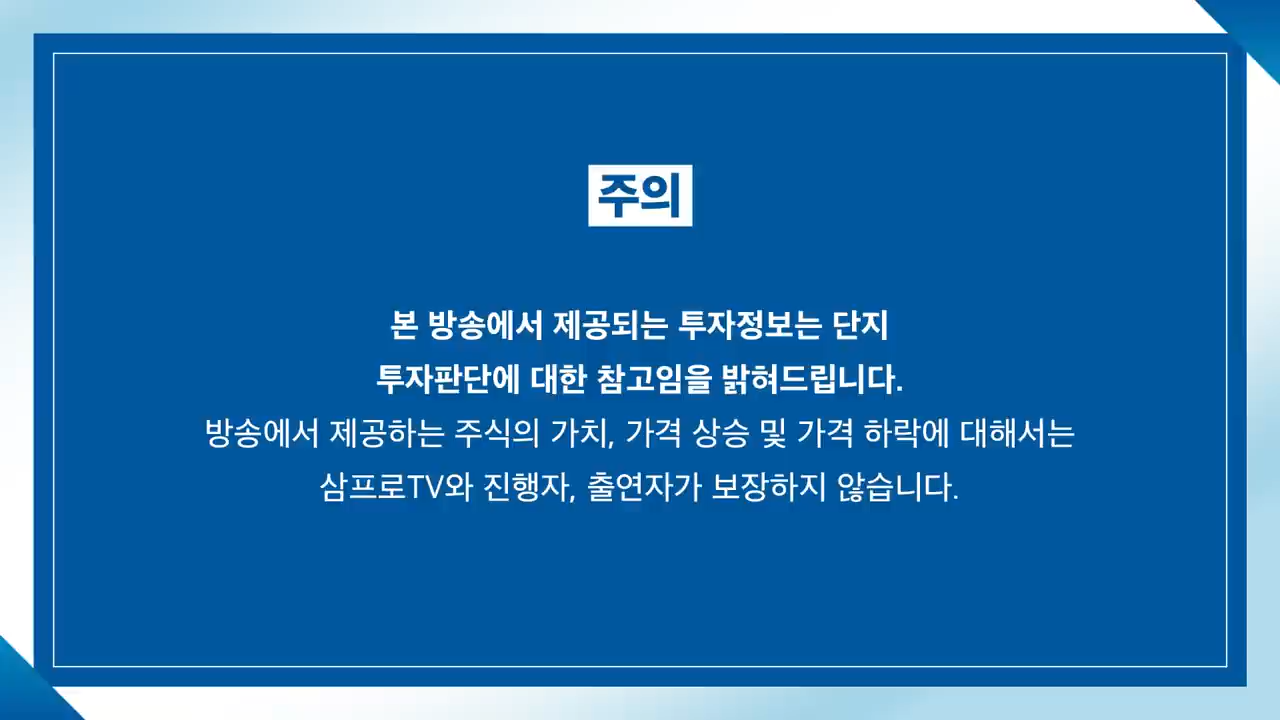 주의
본 방송에서 제공되는 투자정보는 단지
투자판단에 대한 참고임을 밝혀드립니다.
방송에서 제공하는 주식의 가치, 가격 상승 및 가격 하락에 대해서는
삼프로TV와 진행자, 출연자가 보장하지 않습니다.